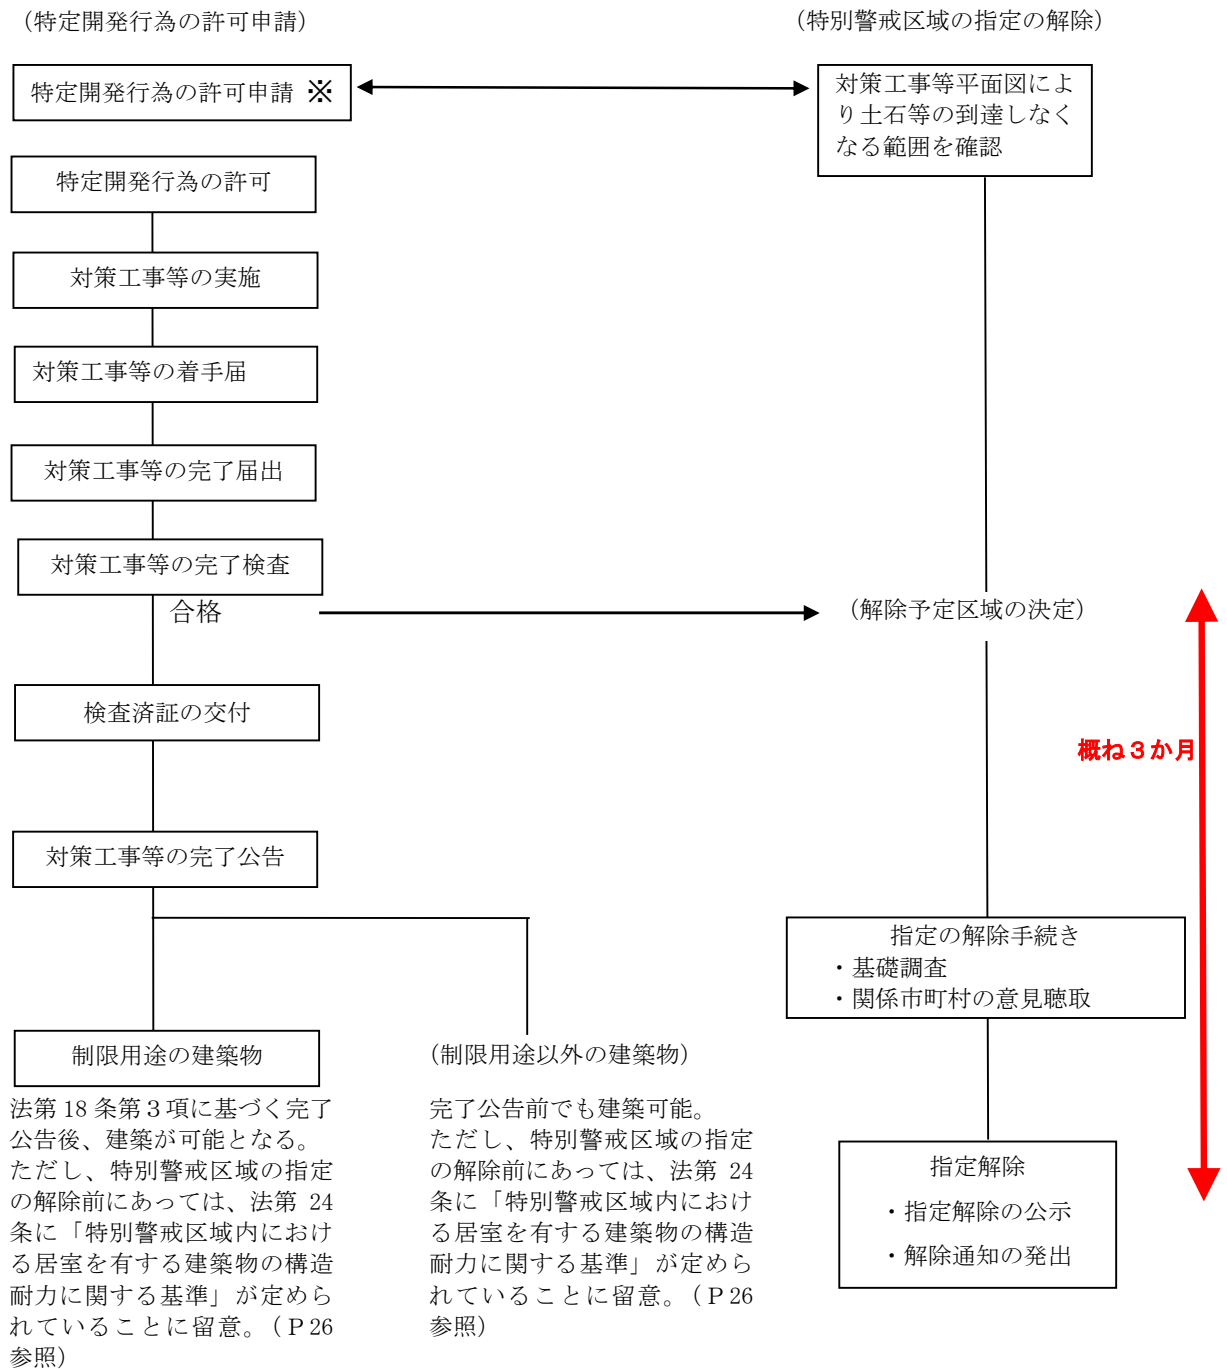 （特定開発行為の許可申請）
（特別警戒区域の指定の解除）
特定開発行為の許可申請 ※
対策工事等平面図によ
り土石等の到達しなく
なる範囲を確認
特定開発行為の許可
対策工事等の実施
対策工事等の着手届
対策工事等の完了届出
対策工事等の完了検査
合格
（解除予定区域の決定）
検査済証の交付
概ね３か月
対策工事等の完了公告
指定の解除手続き
・基礎調査
・関係市町村の意見聴取
制限用途の建築物
（制限用途以外の建築物）
法第 18 条第３項に基づく完了
公告後、建築が可能となる。
ただし、特別警戒区域の指定
の解除前にあっては、法第 24
条に「特別警戒区域内におけ
る居室を有する建築物の構造
耐力に関する基準」が定めら
れていることに留意。（Ｐ26
参照）
完了公告前でも建築可能。
ただし、特別警戒区域の指定
の解除前にあっては、法第 24
条に「特別警戒区域内におけ
る居室を有する建築物の構造
耐力に関する基準」が定めら
れていることに留意。（Ｐ26
参照）
指定解除
・指定解除の公示
・解除通知の発出